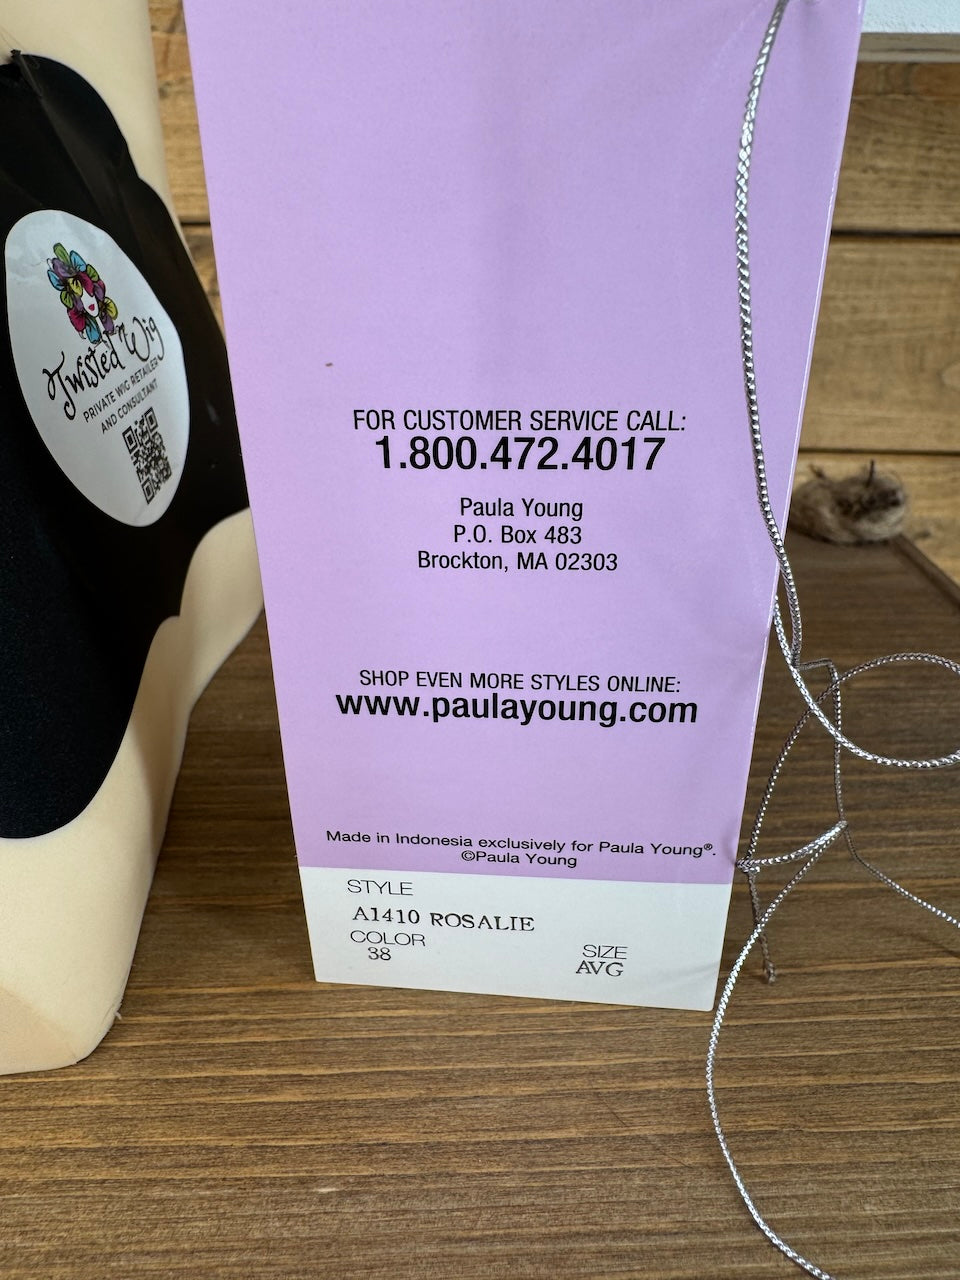 Twisted Wig
PRIVATE WIG RETAILER
AND CONSULTANT
FOR CUSTOMER SERVICE CALL:
1.800.472.4017
Paula Young
P.O. Box 483
Brockton, MA 02303
SHOP EVEN MORE STYLES ONLINE:
www.paulayoung.com
Made in Indonesia exclusively for Paula Young®.
©Paula Young
STYLE
A1410 ROSALIE
COLOR
38
SIZE
AVG